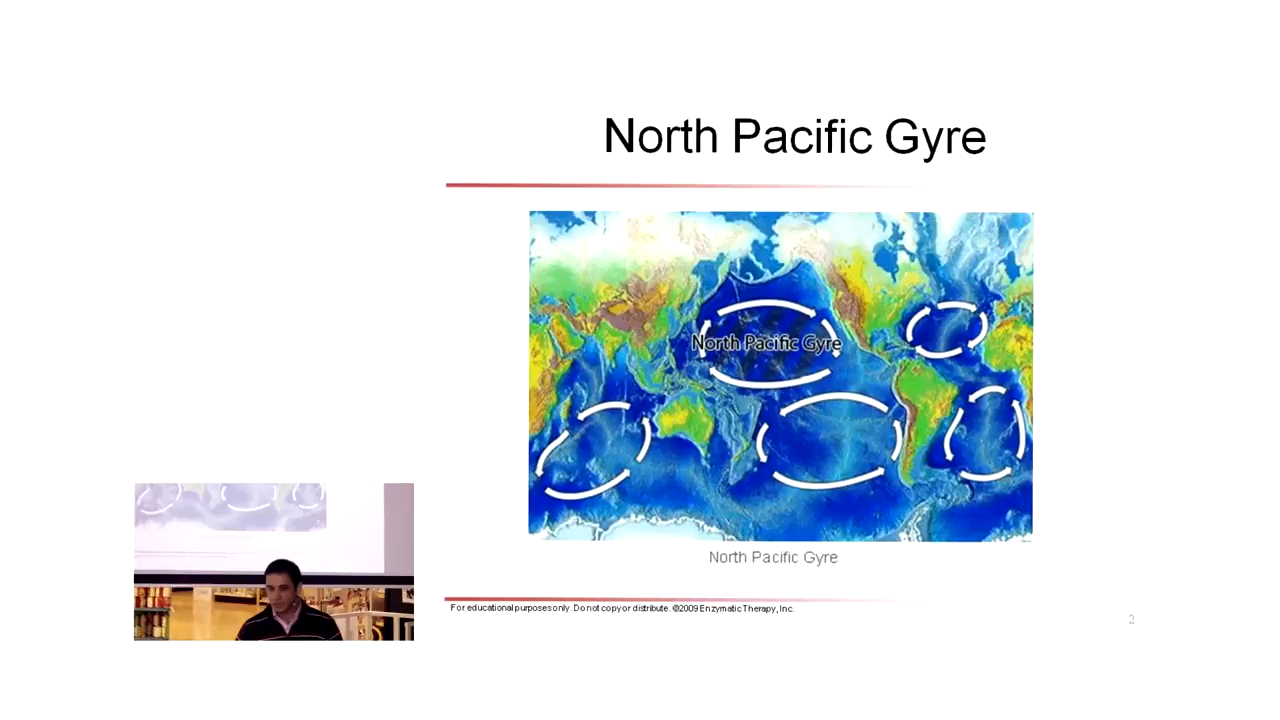 North Pacific Gyre
North Pacific Gyre
North Pacific Gyre
For educational purposes only. Do not copy or distribute. ©2009 Enzymatic Therapy, Inc.
2